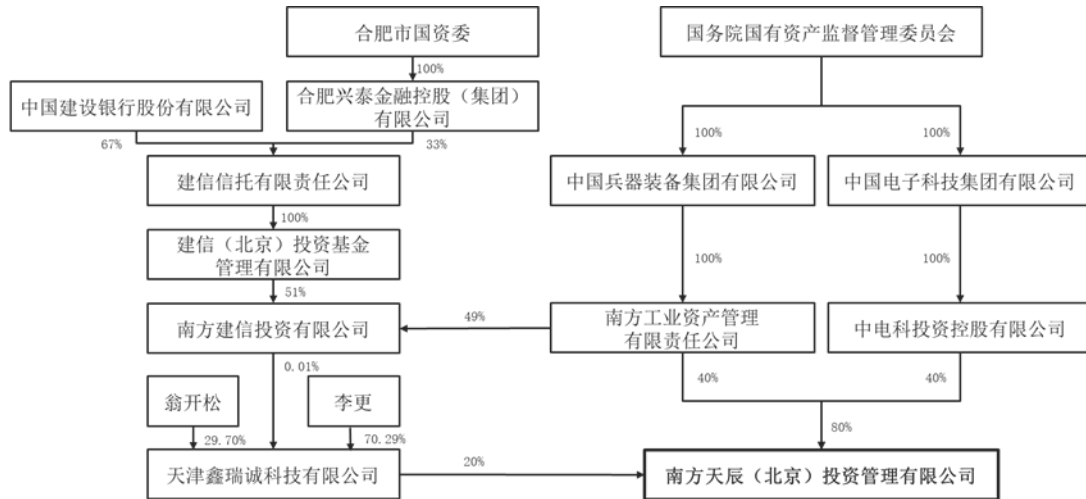 合肥市国资委
国务院国有资产监督管理委员会
100%
中国建设银行股份有限公司
合肥兴泰金融控股（集团）
有限公司
67%
33%
100%
100%
建信信托有限责任公司
中国兵器装备集团有限公司
中国电子科技集团有限公司
100%
建信（北京）投资基金
管理有限公司
100%
100%
51%
南方建信投资有限公司
49%
南方工业资产管理
有限责任公司
中电科投资控股有限公司
0.01%
40%
40%
翁开松
李更
29.70%
70.29%
80%
天津鑫瑞诚科技有限公司
20%
南方天辰（北京）投资管理有限公司